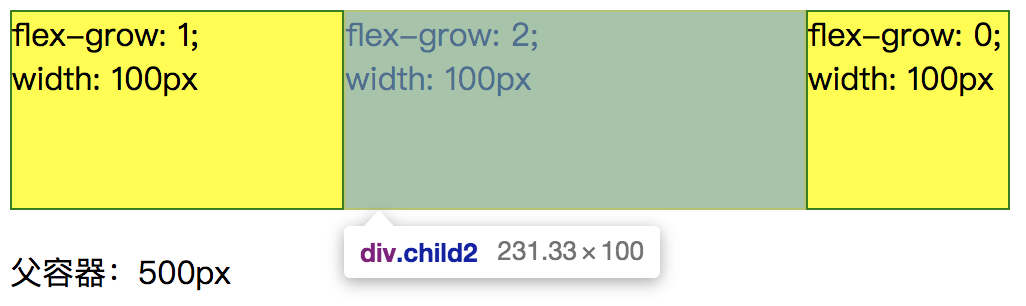 flex-grow: 1;
width: 100px
flex-grow: 2;
width: 100px
flex-grow: 0;
width: 100px
div.child2 231.33 × 100
父容器：500px